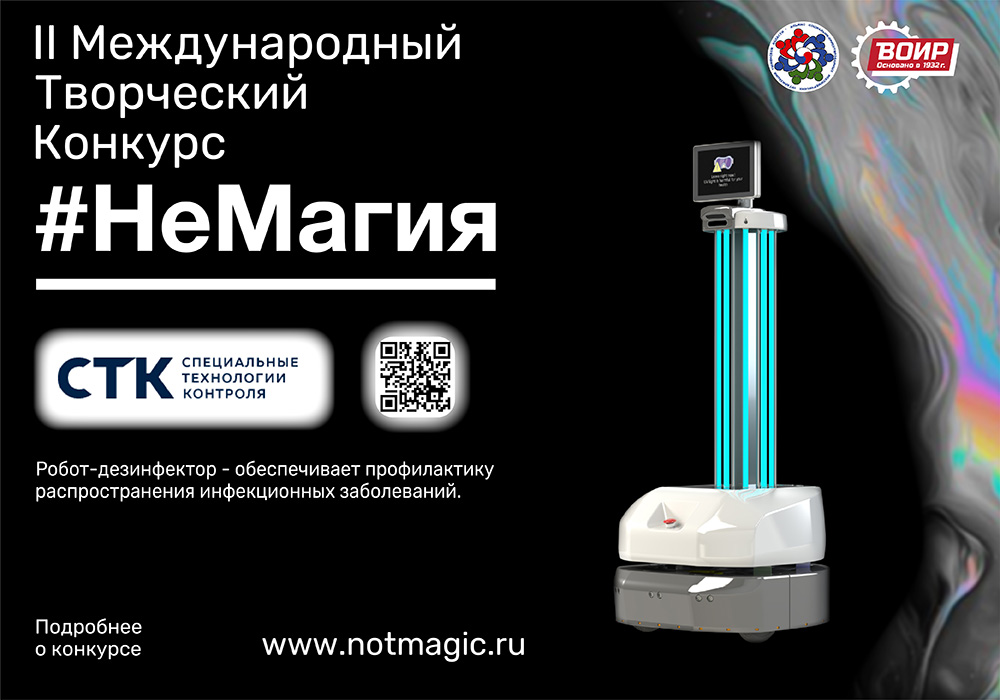 II Международный
Творческий
Конкурс
#НеМагия
ВОИР
Основано в 1932 г.
СТК
СПЕЦИАЛЬНЫЕ
ТЕХНОЛОГИИ
КОНТРОЛЯ
Робот-дезинфектор - обеспечивает профилактику
распространения инфекционных заболеваний.
Подробнее
о конкурсе
www.notmagic.ru